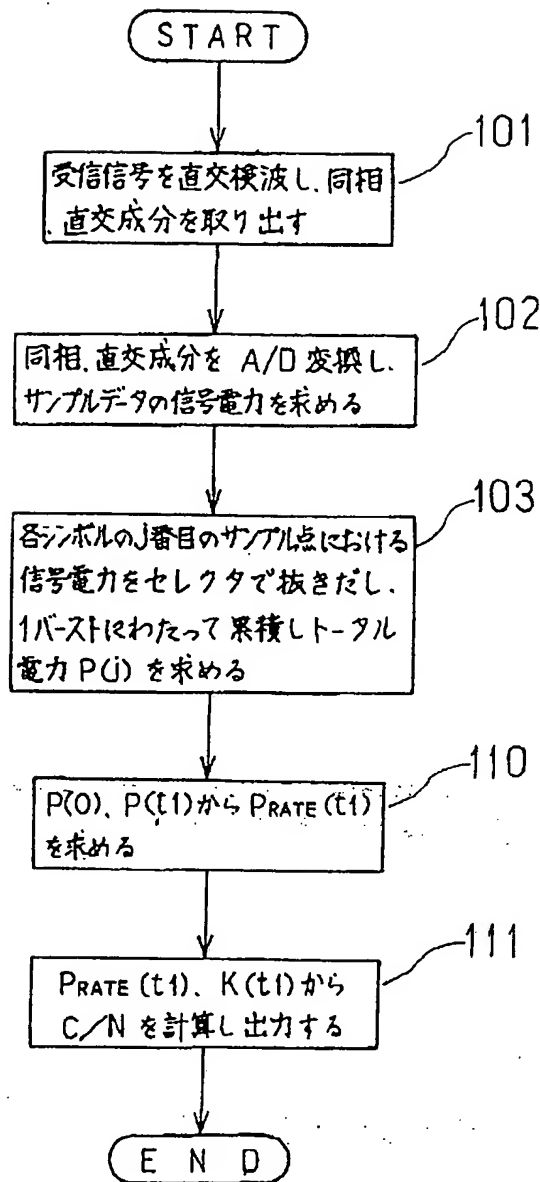 START
101
受信信号を直交検波し、同相
、直交成分を取り出す
102
同相、直交成分を A/D 変換し、
サンプルデータの信号電力を求める
103
各シンボルのj番目のサンプル点における
信号電力をセレクタで抜きだし、
1バーストにわたって累積しトータル
電力 P(j) を求める
110
P(0)、P(t1)から PRATE(t1)
を求める
111
PRATE(t1)、K(t1)から
C/Nを計算し出力する
END